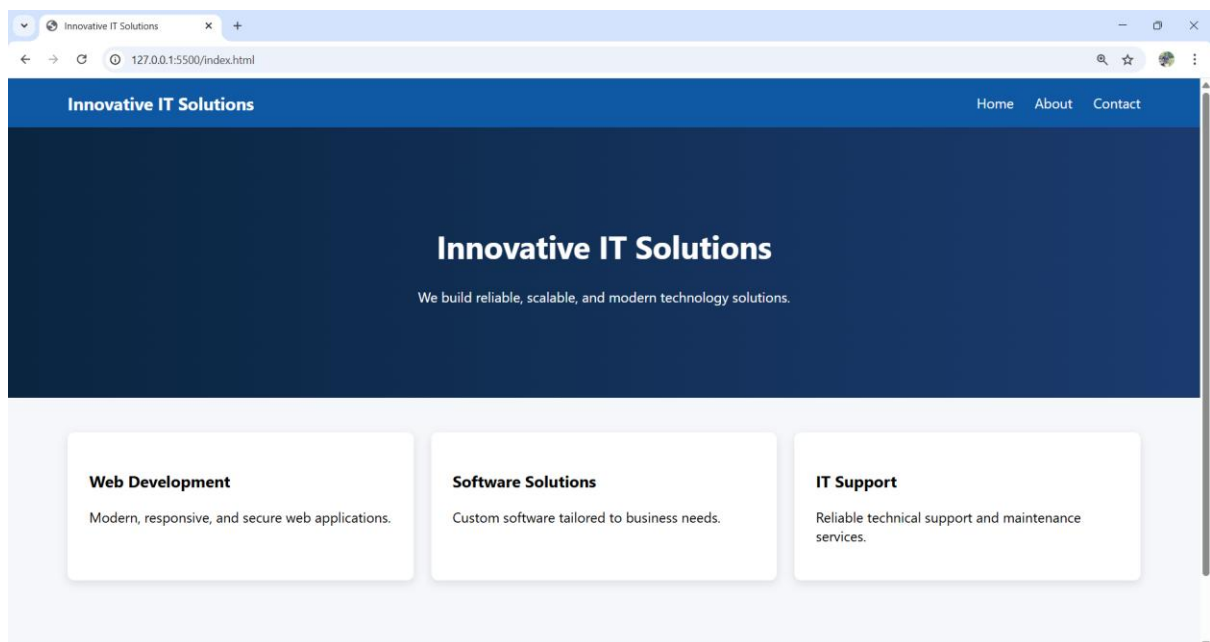 Innovative IT Solutions
127.0.0.1:5500/index.html
Innovative IT Solutions
Home About Contact
Innovative IT Solutions
We build reliable, scalable, and modern technology solutions.
Web Development
Modern, responsive, and secure web applications.
Software Solutions
Custom software tailored to business needs.
IT Support
Reliable technical support and maintenance
services.